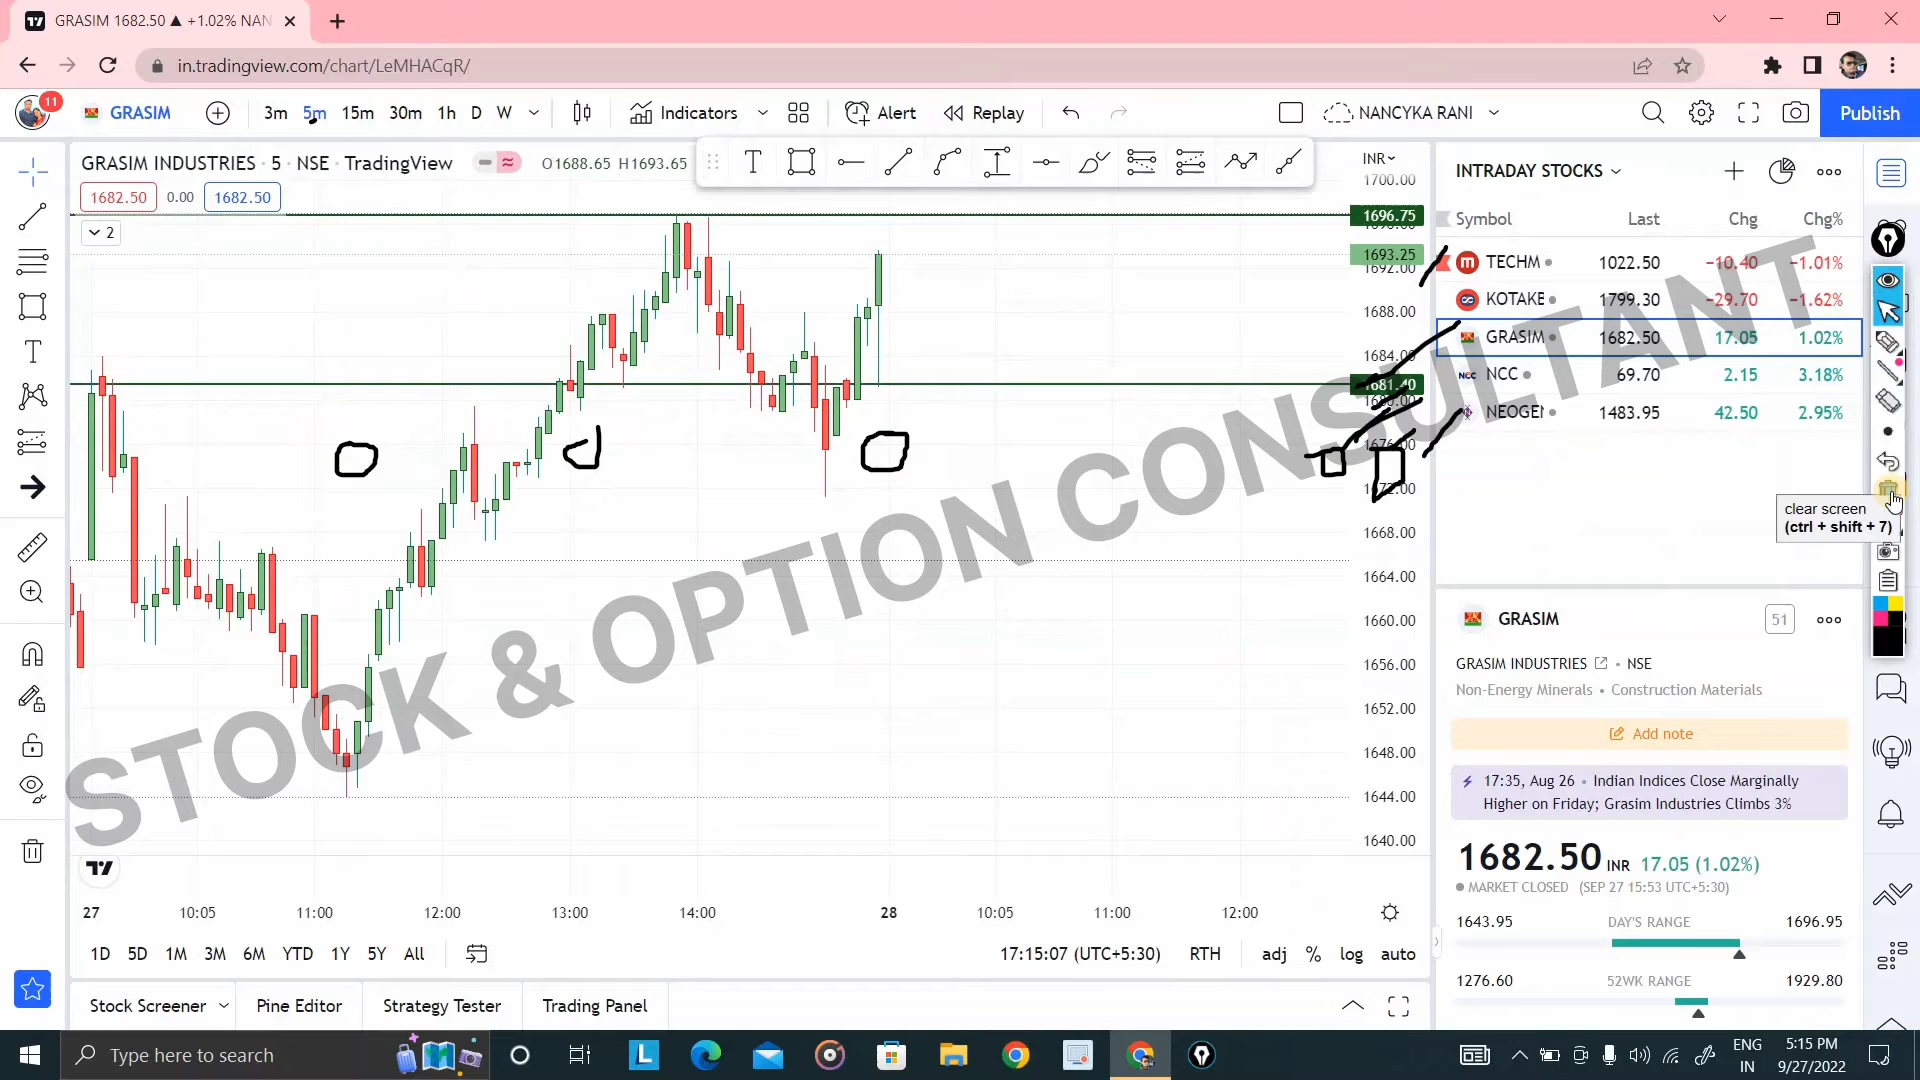 GRASIM 1682.50 ▲ +1.02% NAN
in.tradingview.com/chart/LeMHACqR/
11
GRASIM
3m 5m 15m 30m 1h D W
Indicators
Alert
Replay
NANCYKA RANI
Publish
GRASIM INDUSTRIES · 5 · NSE · TradingView
O1688.65 H1693.65
1682.50 0.00 1682.50
2
INR
1700.00
1696.75
1693.25
1692.00
1688.00
1684.00
1681.40
1680.00
1676.00
1672.00
1668.00
1664.00
1660.00
1656.00
1652.00
1648.00
1644.00
1640.00
STOCK & OPTION CONSULTANT
27 10:05 11:00 12:00 13:00 14:00 28 10:05 11:00 12:00
1D 5D 1M 3M 6M YTD 1Y 5Y All
17:15:07 (UTC+5:30) RTH adj % log auto
Stock Screener Pine Editor Strategy Tester Trading Panel
INTRADAY STOCKS
Symbol Last Chg Chg%
TECHM 1022.50 −10.40 −1.01%
KOTAKB 1799.30 −29.70 −1.62%
GRASIM 1682.50 17.05 1.02%
NCC NCC 69.70 2.15 3.18%
NEOGEN 1483.95 42.50 2.95%
clear screen
(ctrl + shift + 7)
GRASIM
51
GRASIM INDUSTRIES • NSE
Non-Energy Minerals • Construction Materials
Add note
17:35, Aug 26 • Indian Indices Close Marginally
Higher on Friday; Grasim Industries Climbs 3%
1682.50 INR 17.05 (1.02%)
MARKET CLOSED (SEP 27 15:53 UTC+5:30)
1643.95 DAY'S RANGE 1696.95
1276.60 52WK RANGE 1929.80
Type here to search
L
ENG
IN
5:15 PM
9/27/2022